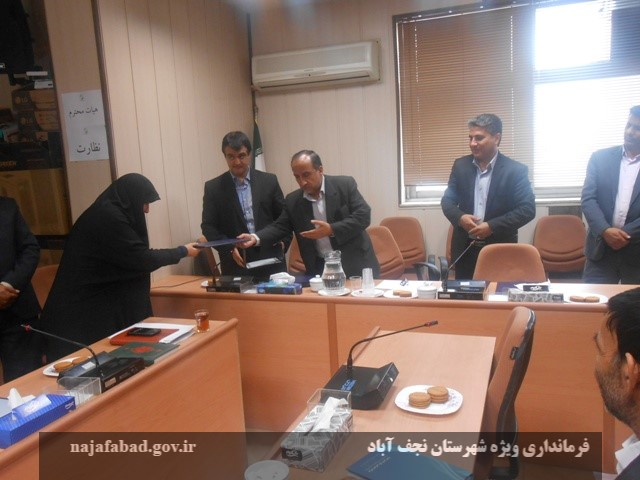 هیات محترم
نظارت
najafabad.gov.ir
فرمانداری ویژه شهرستان نجف آباد